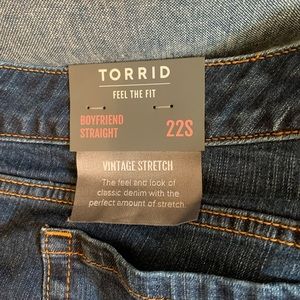 TORRID
FEEL THE FIT
BOYFRIEND
STRAIGHT
22S
VINTAGE STRETCH
The feel and look of
classic denim with the
perfect amount of stretch.